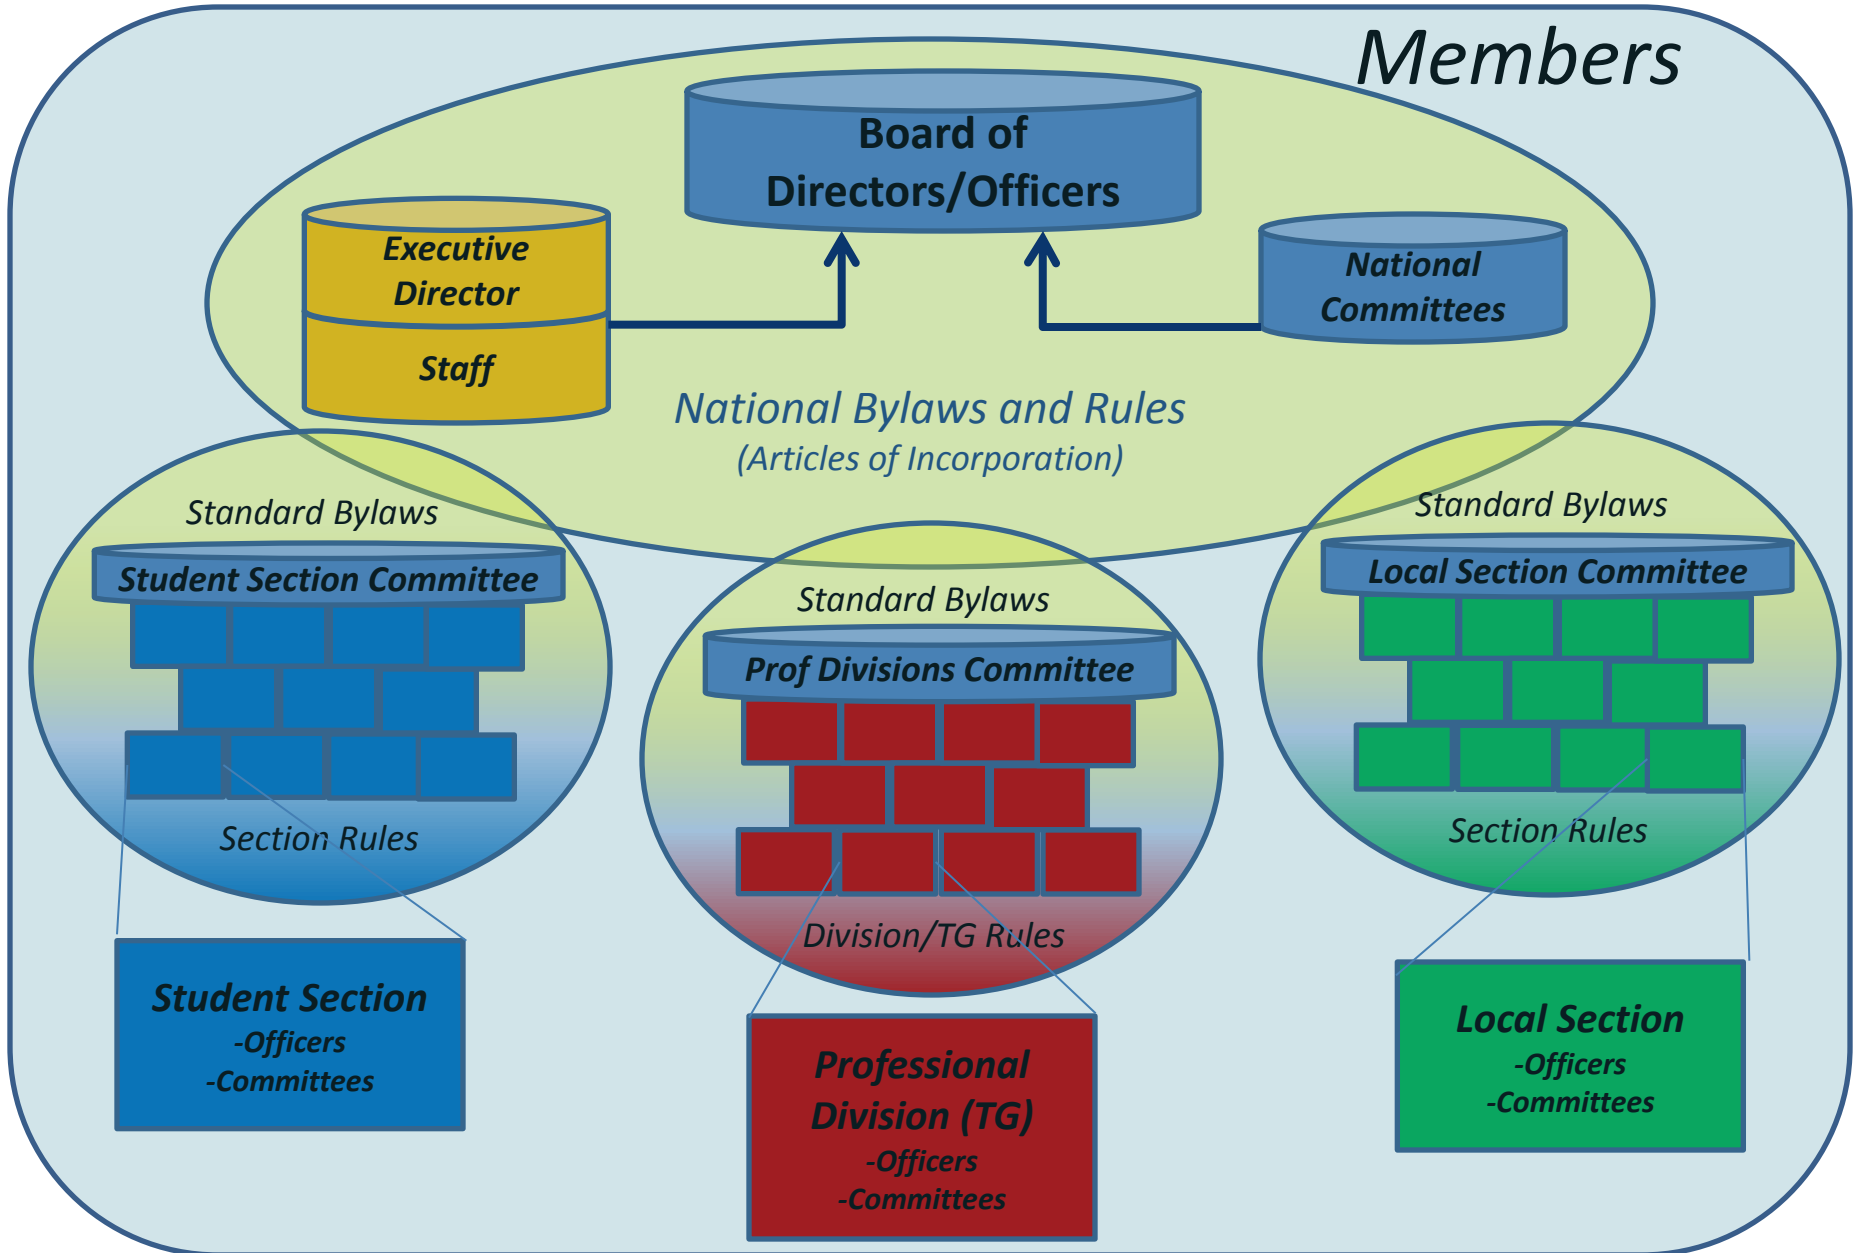 Members
Board of
Directors/Officers
Executive
Director
Staff
National
Committees
National Bylaws and Rules
(Articles of Incorporation)
Standard Bylaws
Student Section Committee
Section Rules
Student Section
-Officers
-Committees
Standard Bylaws
Prof Divisions Committee
Division/TG Rules
Professional
Division (TG)
-Officers
-Committees
Standard Bylaws
Local Section Committee
Section Rules
Local Section
-Officers
-Committees